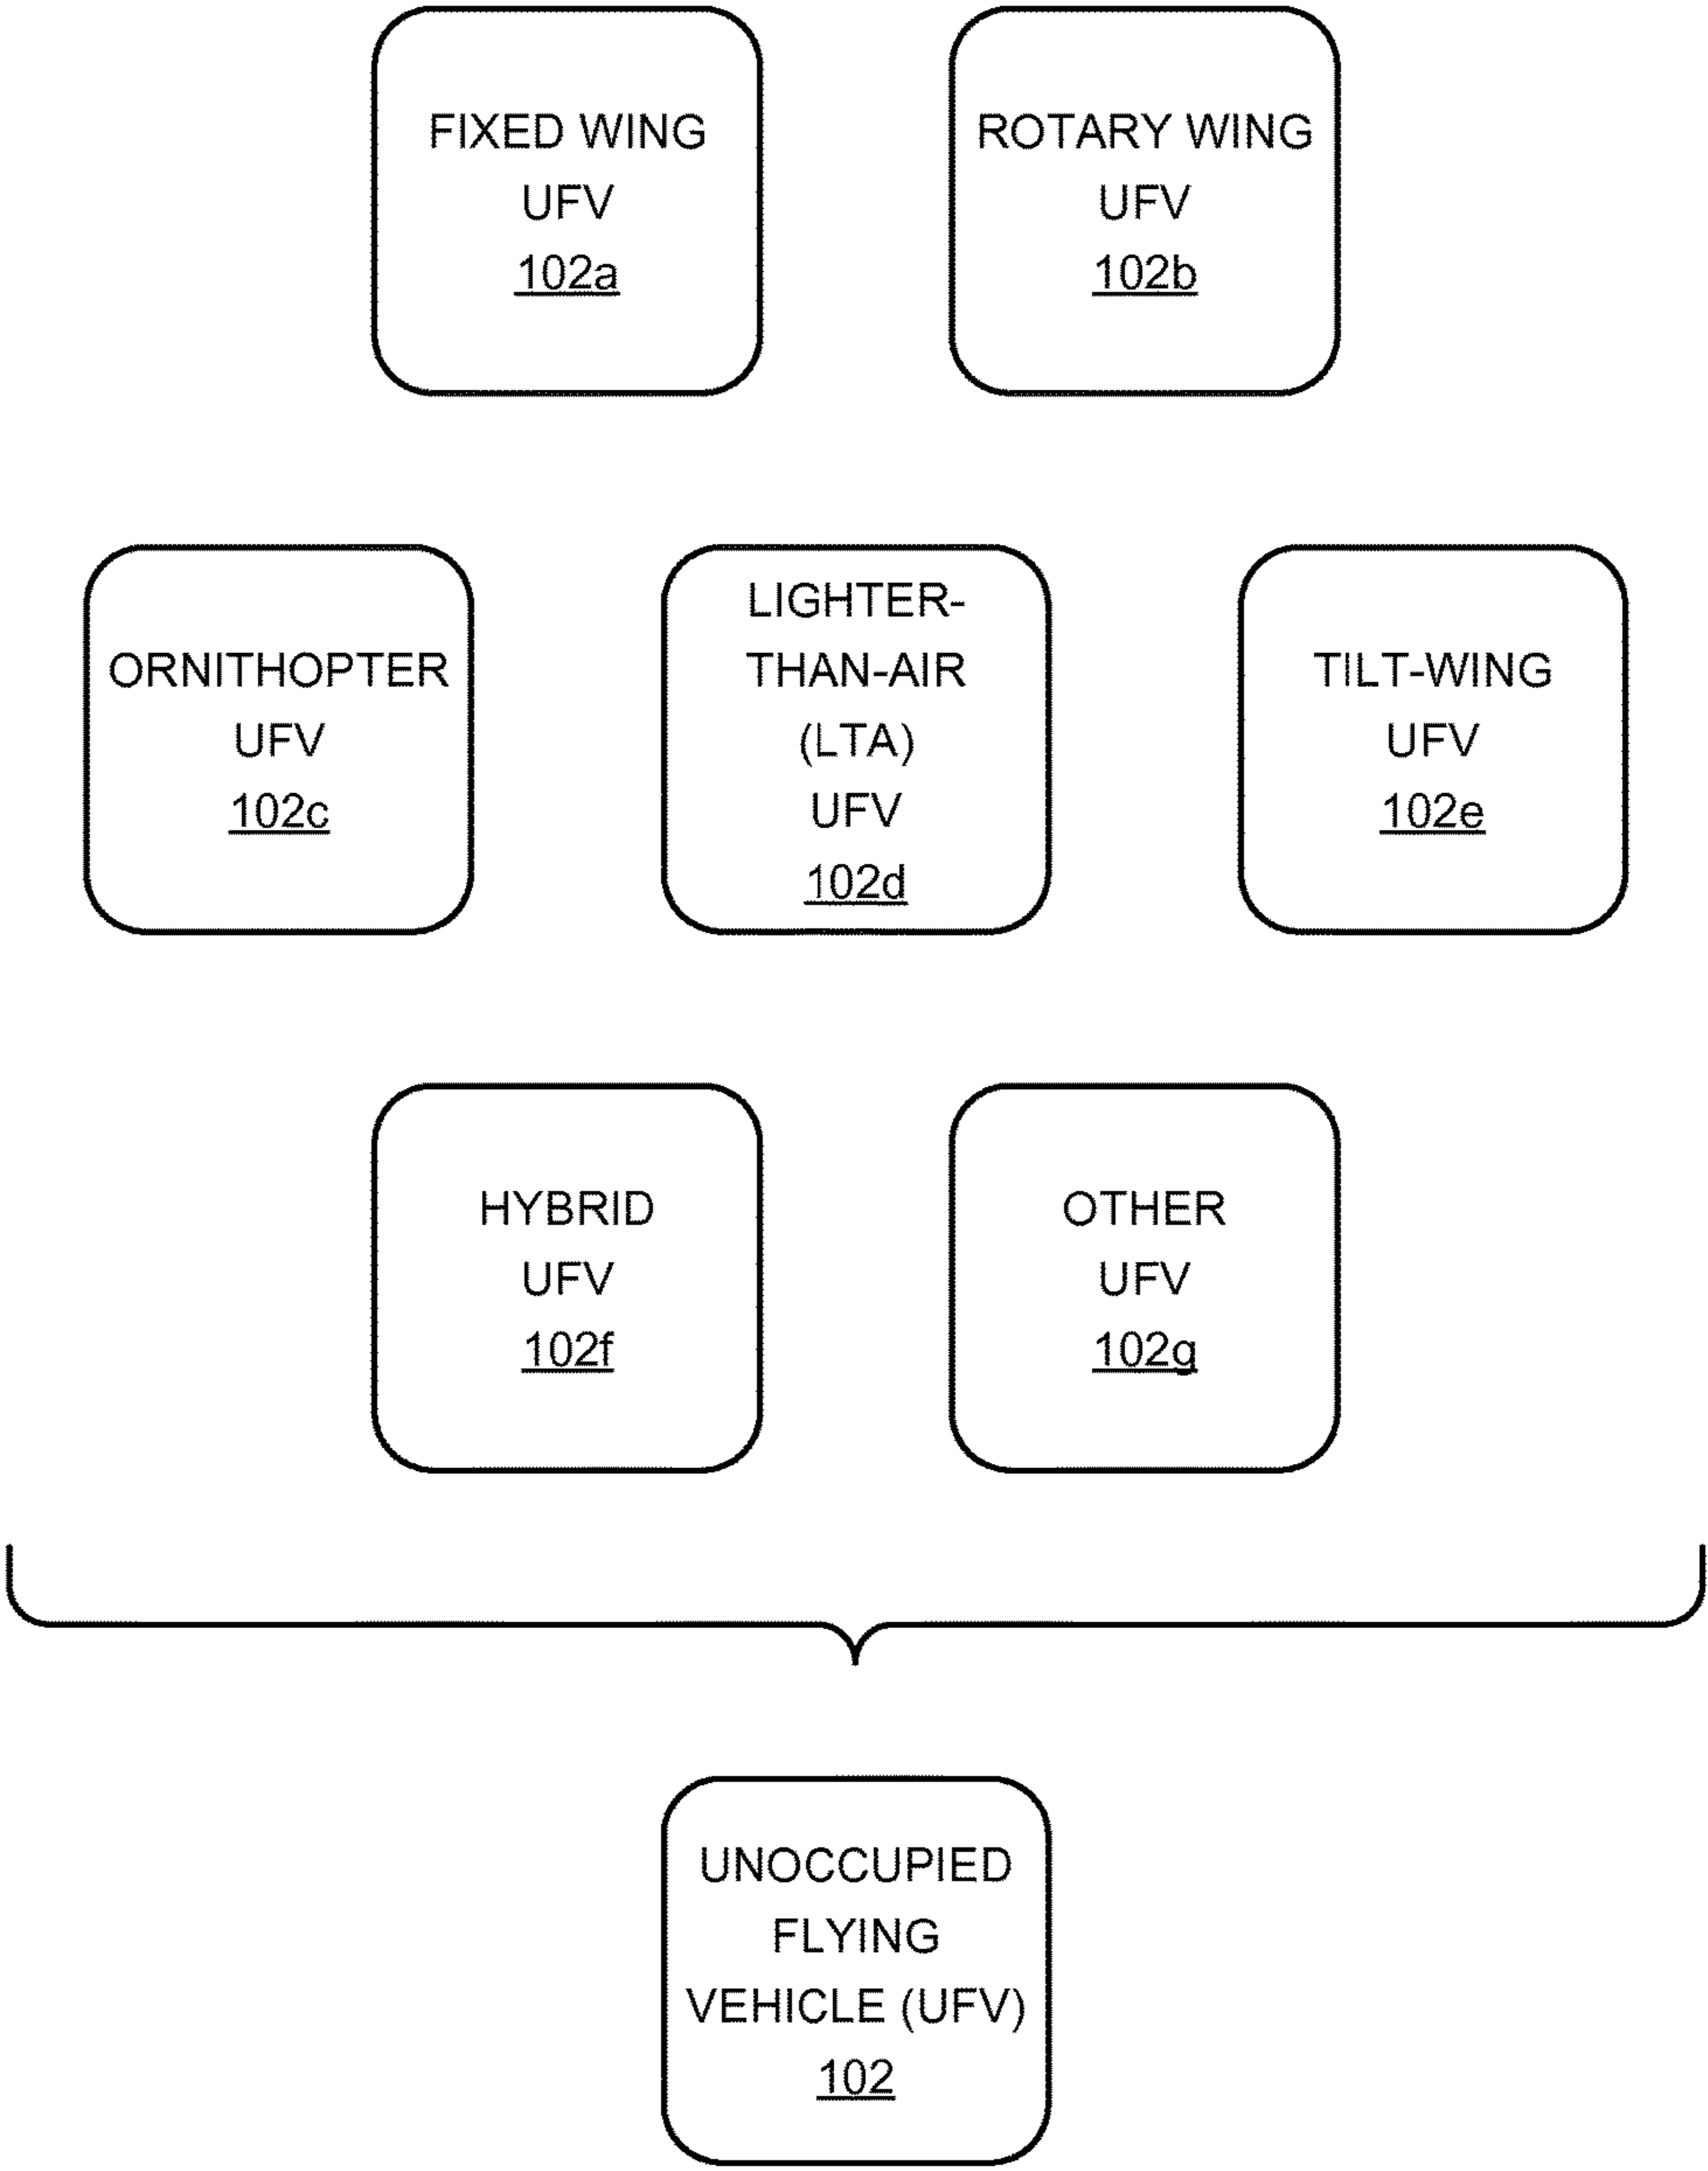 FIXED WING
UFV
102a
ROTARY WING
UFV
102b
ORNITHOPTER
UFV
102c
LIGHTER-
THAN-AIR
(LTA)
UFV
102d
TILT-WING
UFV
102e
HYBRID
UFV
102f
OTHER
UFV
102g
UNOCCUPIED
FLYING
VEHICLE (UFV)
102